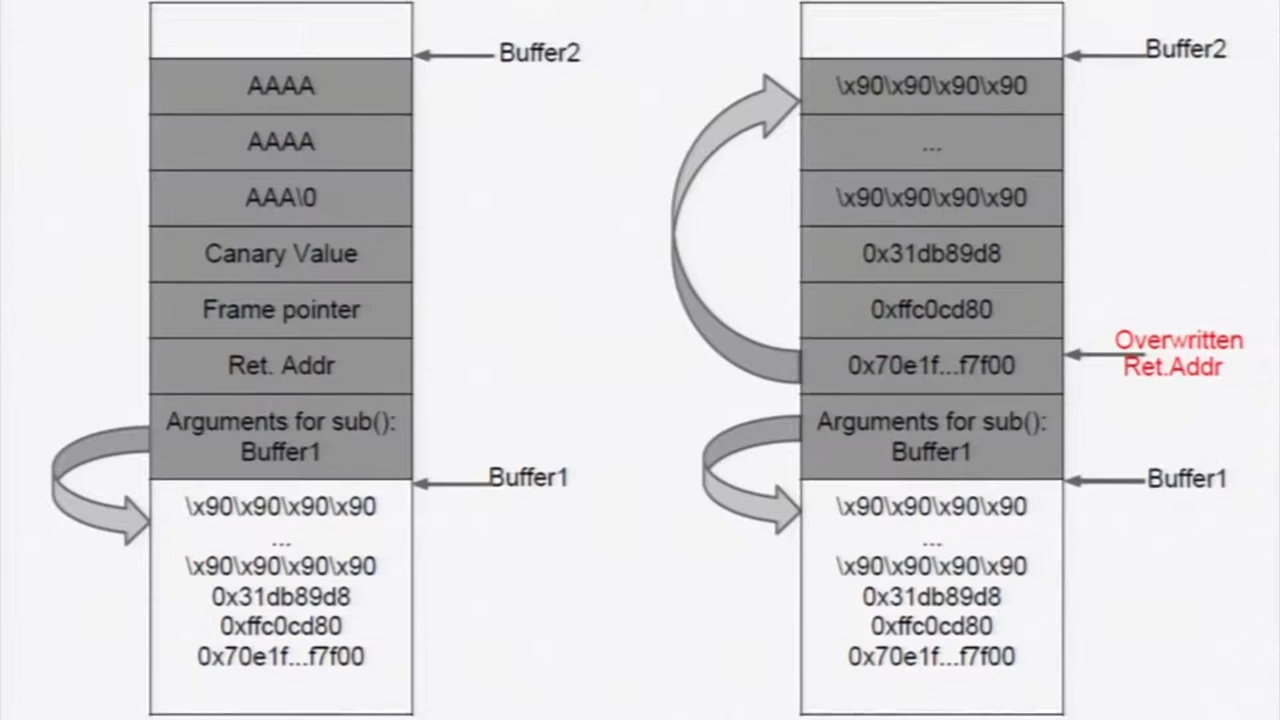 Buffer2
AAAA
AAAA
AAA\0
Canary Value
Frame pointer
Ret. Addr
Arguments for sub():
Buffer1
Buffer1
\x90\x90\x90\x90
...
\x90\x90\x90\x90
0x31db89d8
0xffc0cd80
0x70e1f...f7f00
Buffer2
\x90\x90\x90\x90
...
\x90\x90\x90\x90
0x31db89d8
0xffc0cd80
0x70e1f...f7f00
Overwritten
Ret.Addr
Arguments for sub():
Buffer1
Buffer1
\x90\x90\x90\x90
...
\x90\x90\x90\x90
0x31db89d8
0xffc0cd80
0x70e1f...f7f00